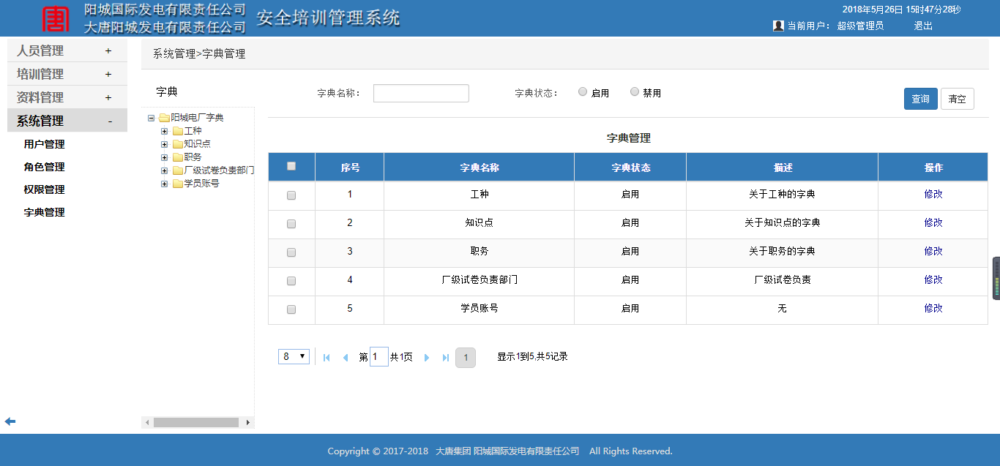 唐
阳城国际发电有限责任公司
大唐阳城发电有限责任公司
安全培训管理系统
2018年5月26日 15时47分28秒
当前用户： 超级管理员 退出
人员管理 +
培训管理 +
资料管理 +
系统管理 -
用户管理
角色管理
权限管理
字典管理
系统管理>字典管理
字典
阳城电厂字典
工种
知识点
职务
厂级试卷负责部门
学员账号
字典名称： 字典状态： 启用 禁用 查询 清空
字典管理
序号 字典名称 字典状态 描述 操作
1 工种 启用 关于工种的字典 修改
2 知识点 启用 关于知识点的字典 修改
3 职务 启用 关于职务的字典 修改
4 厂级试卷负责部门 启用 厂级试卷负责 修改
5 学员账号 启用 无 修改
8 第 1 共1页 1 显示1到5,共5记录
Copyright © 2017-2018 大唐集团 阳城国际发电有限责任公司 All Rights Reserved.